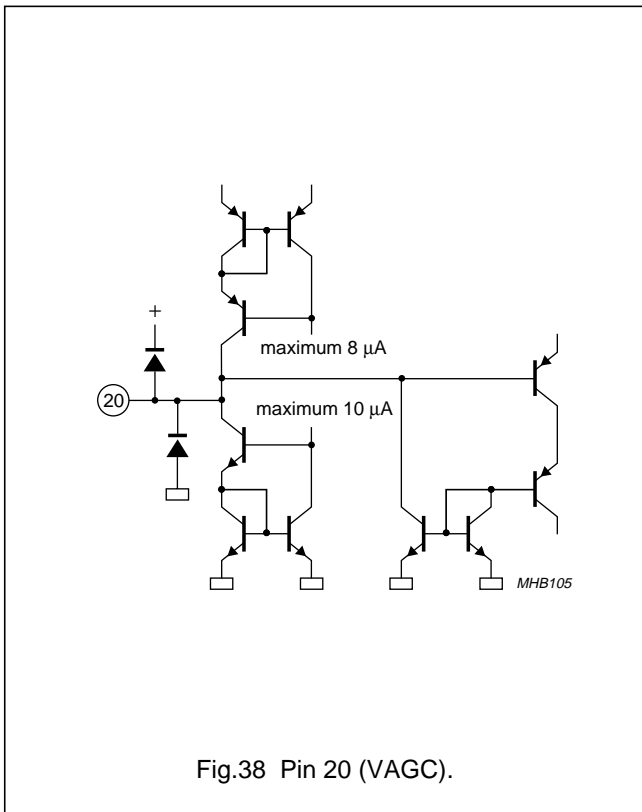 +
maximum 8 μA
20
maximum 10 μA
MHB105
Fig.38 Pin 20 (VAGC).